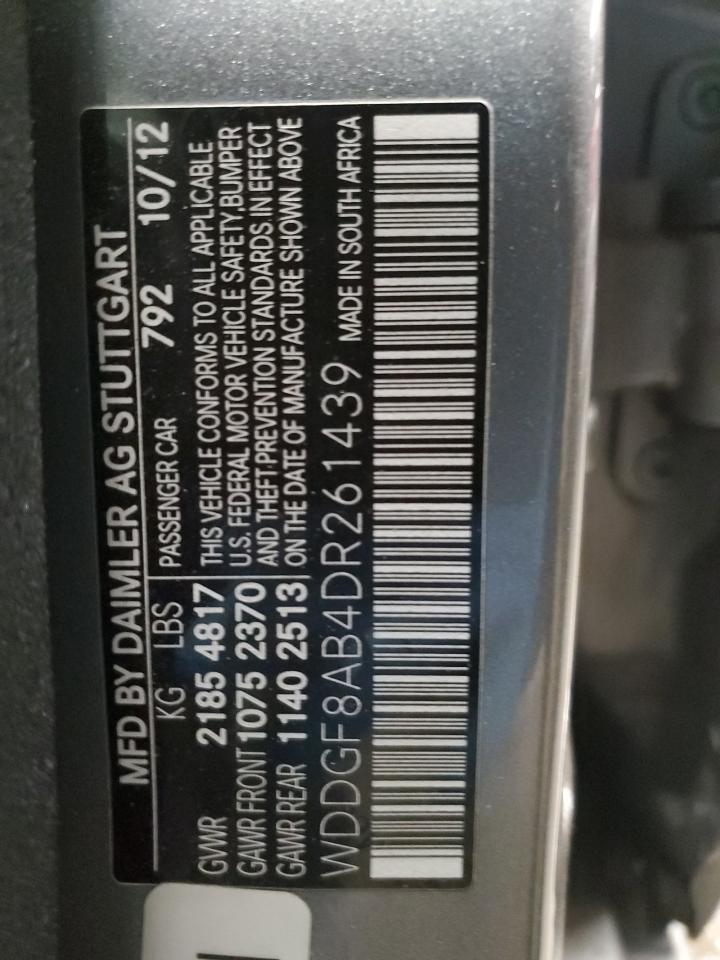 MFD BY DAIMLER AG STUTTGART
KG LBS PASSENGER CAR 792 10/12
GVWR 2185 4817 THIS VEHICLE CONFORMS TO ALL APPLICABLE
GAWR FRONT 1075 2370 U.S. FEDERAL MOTOR VEHICLE SAFETY,BUMPER
GAWR REAR 1140 2513 AND THEFT PREVENTION STANDARDS IN EFFECT
ON THE DATE OF MANUFACTURE SHOWN ABOVE
WDDGF8AB4DR261439 MADE IN SOUTH AFRICA